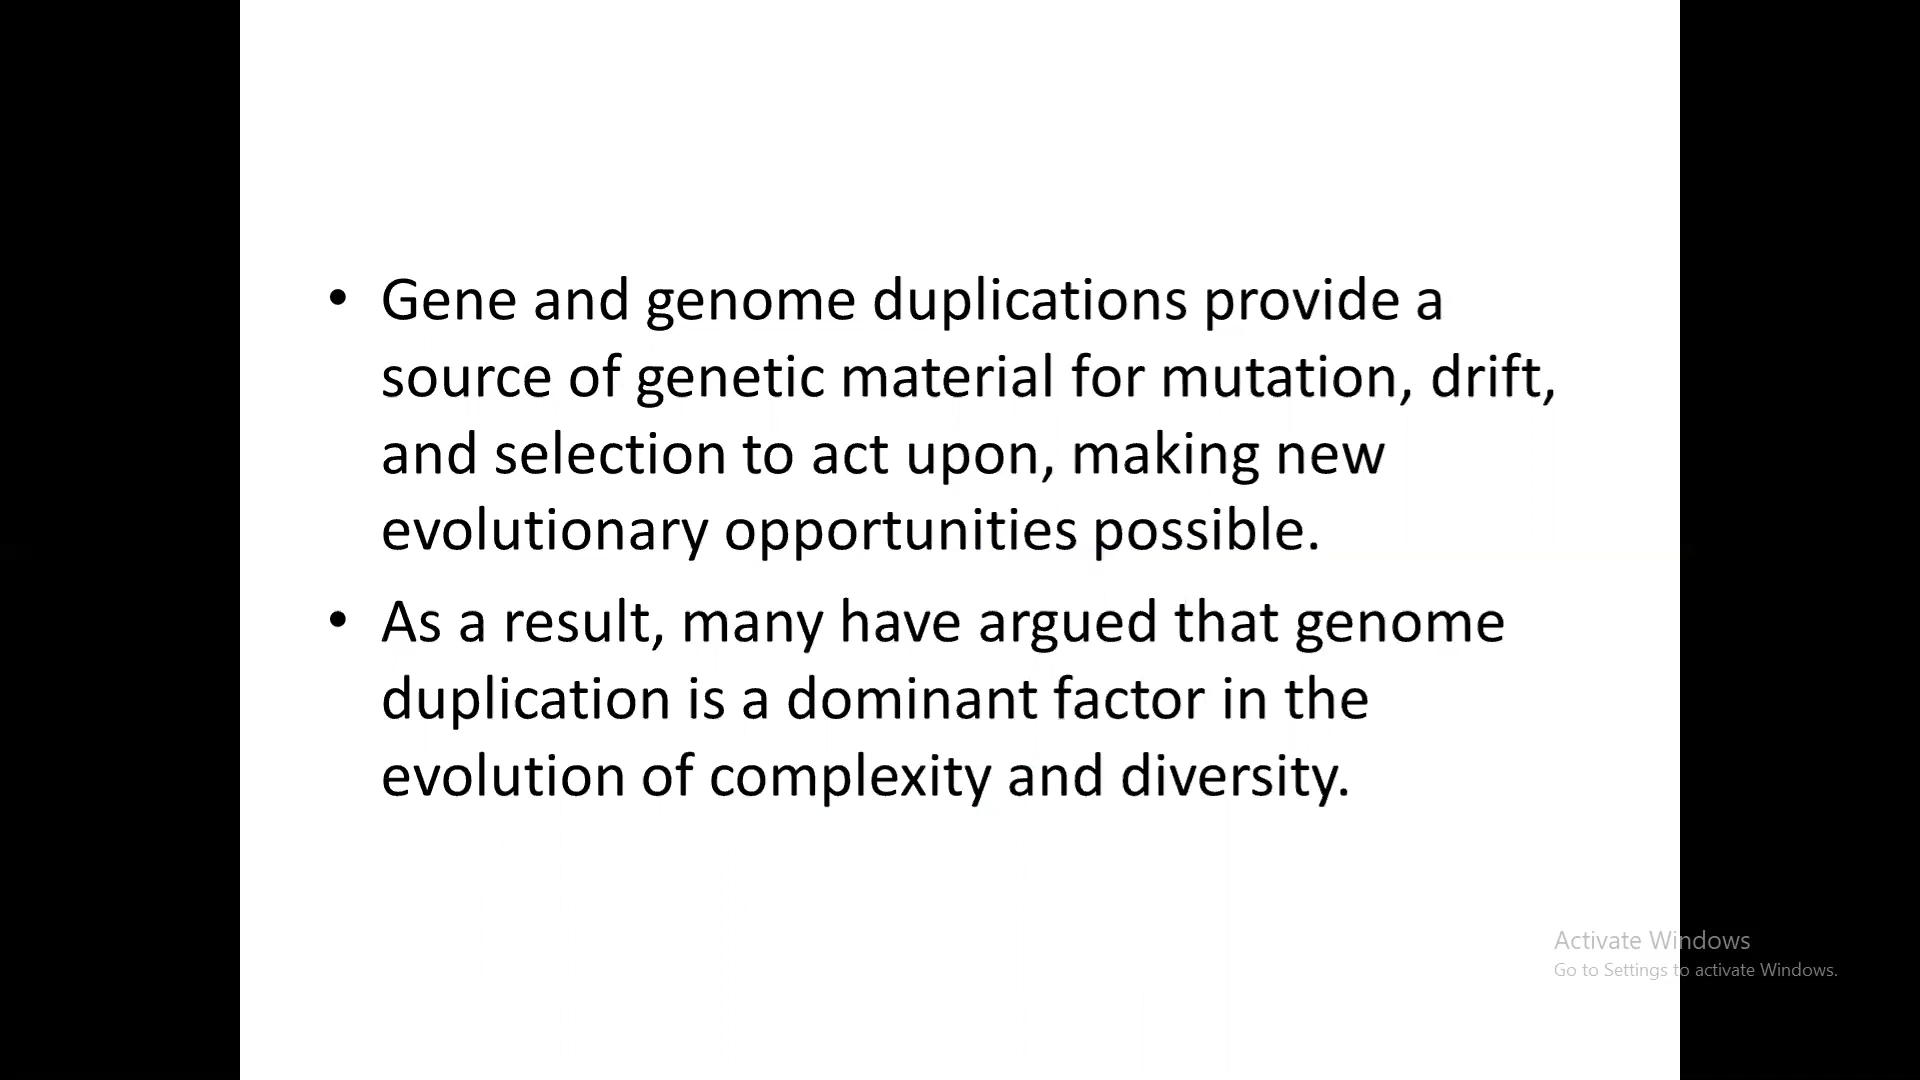 • Gene and genome duplications provide a
source of genetic material for mutation, drift,
and selection to act upon, making new
evolutionary opportunities possible.
• As a result, many have argued that genome
duplication is a dominant factor in the
evolution of complexity and diversity.
Activate Windows
Go to Settings to activate Windows.